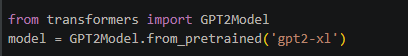 from transformers import GPT2Model
model = GPT2Model.from_pretrained('gpt2-xl')